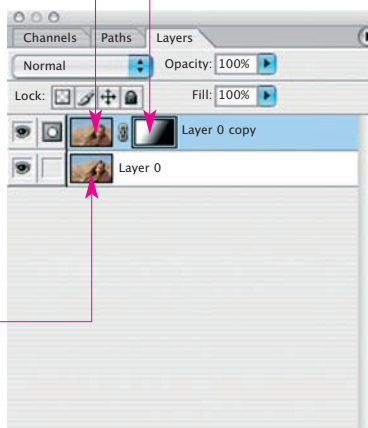 Channels Paths Layers
Normal Opacity: 100%
Lock: Fill: 100%
Layer 0 copy
Layer 0